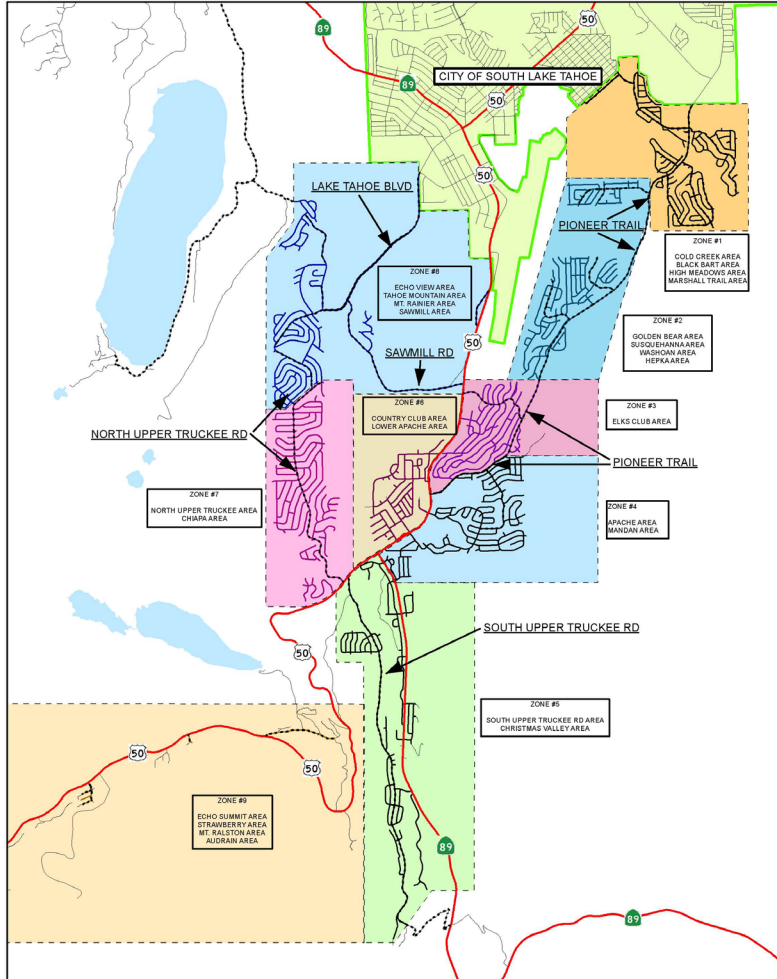 50
89
89
CITY OF SOUTH LAKE TAHOE
50
50
LAKE TAHOE BLVD
PIONEER TRAIL
ZONE #1
COLD CREEK AREA
BLACK BART AREA
HIGH MEADOWS AREA
MARSHALL TRAIL AREA
ZONE #8
ECHO VIEW AREA
TAHOE MOUNTAIN AREA
MT. RAINIER AREA
SAWMILL AREA
ZONE #2
GOLDEN BEAR AREA
SUSQUEHANNA AREA
WASHOAN AREA
HEPKA AREA
50
SAWMILL RD
ZONE #6
COUNTRY CLUB AREA
LOWER APACHE AREA
ZONE #3
ELKS CLUB AREA
NORTH UPPER TRUCKEE RD
PIONEER TRAIL
ZONE #7
NORTH UPPER TRUCKEE AREA
CHIAPA AREA
ZONE #4
APACHE AREA
MANDAN AREA
SOUTH UPPER TRUCKEE RD
50
ZONE #5
SOUTH UPPER TRUCKEE RD AREA
CHRISTMAS VALLEY AREA
50
50
ZONE #9
ECHO SUMMIT AREA
STRAWBERRY AREA
MT. RALSTON AREA
AUDRAIN AREA
89
89